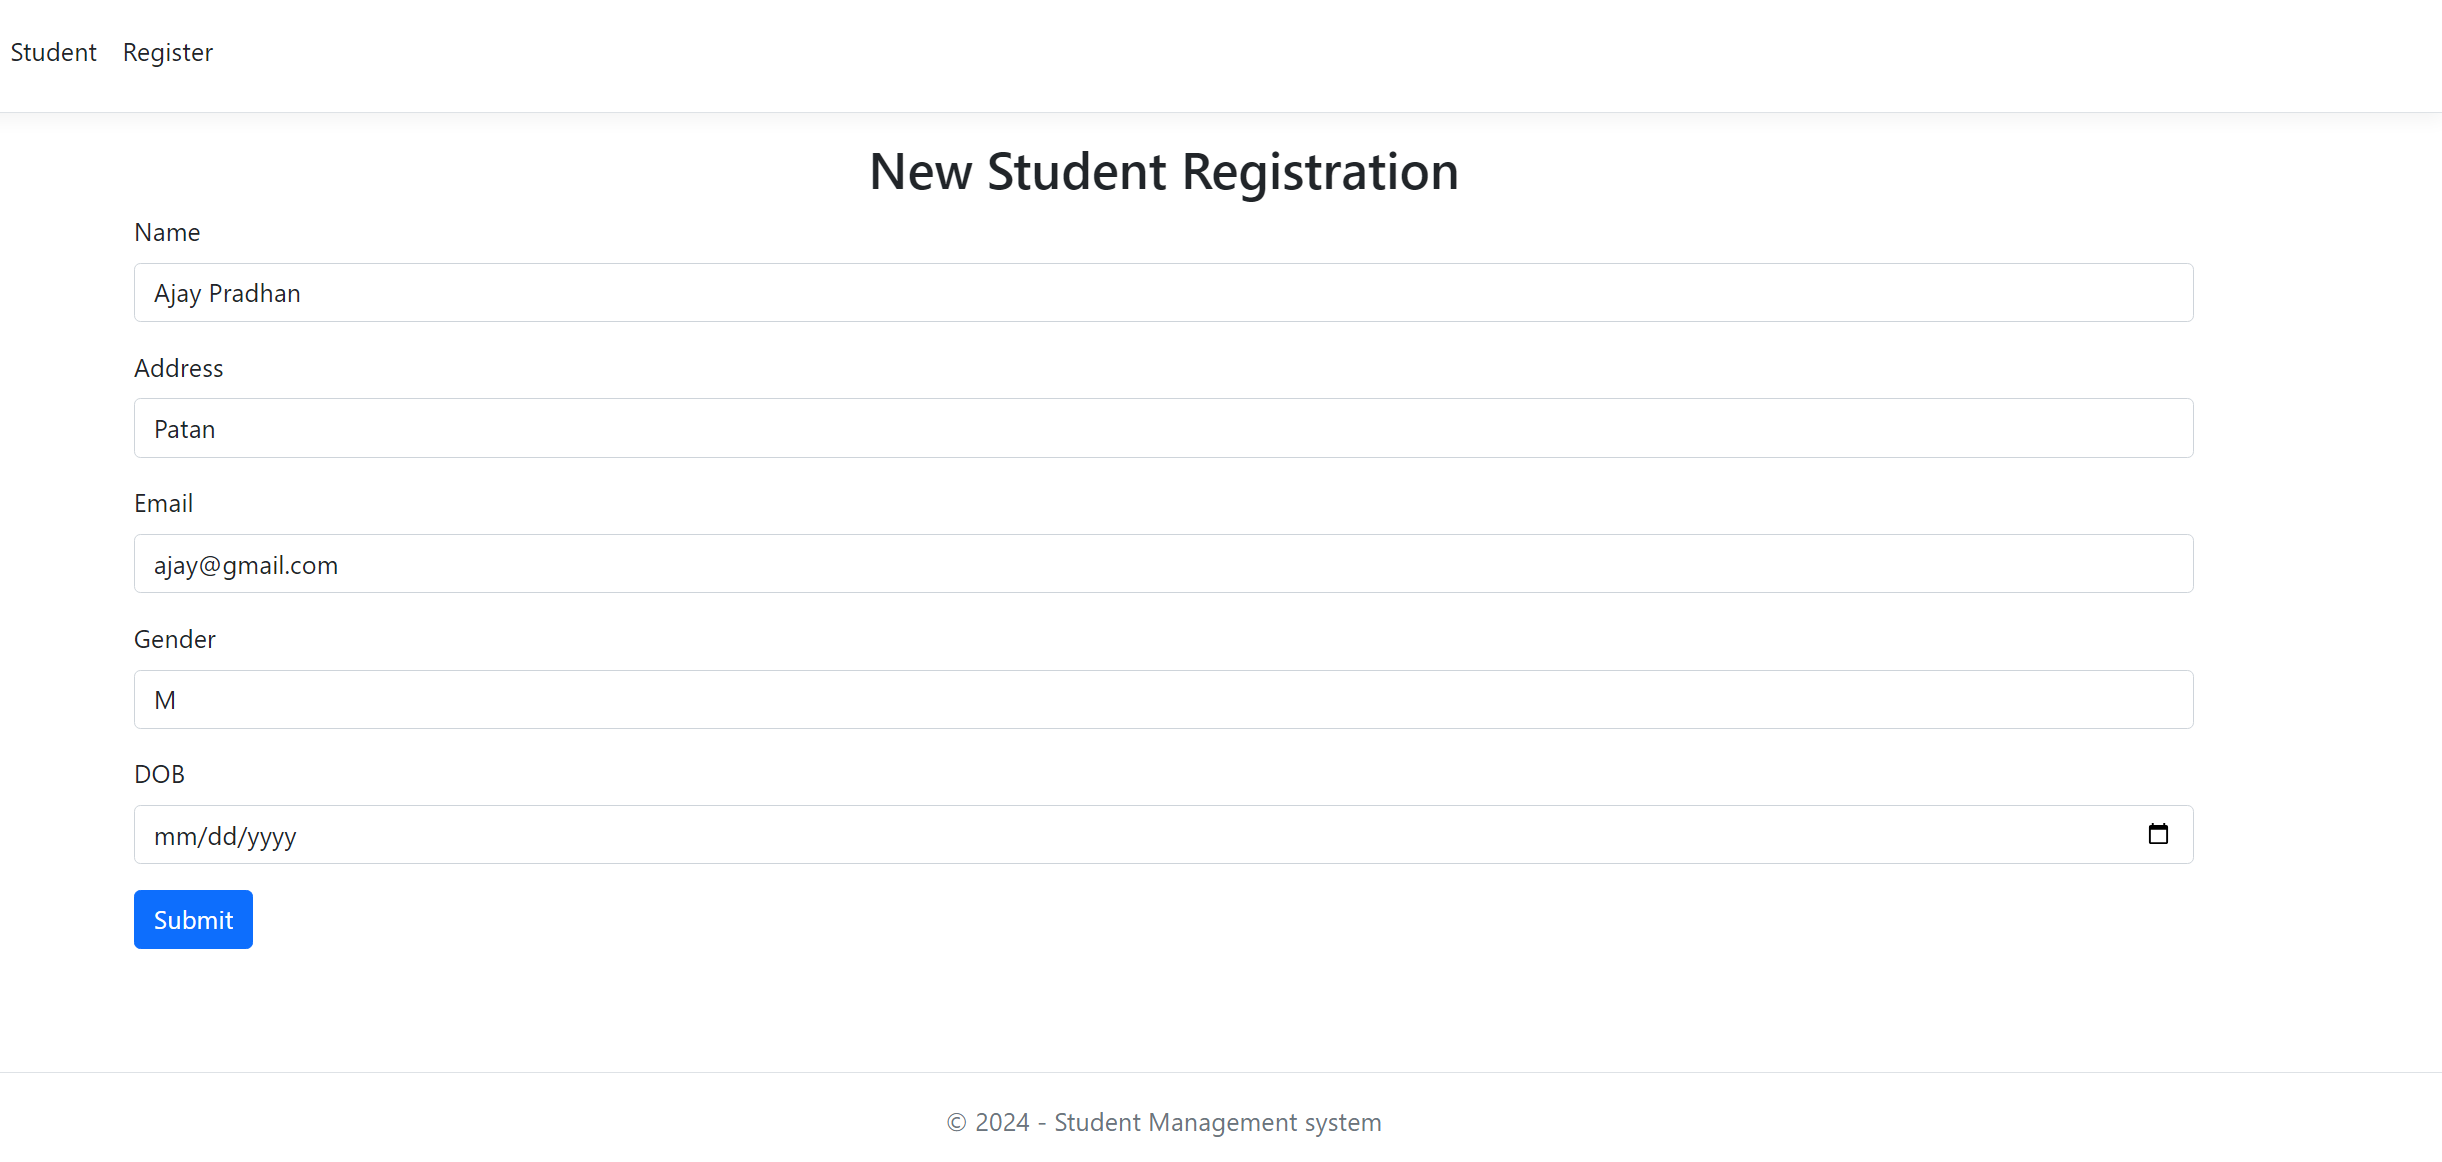 Student Register
New Student Registration
Name
Ajay Pradhan
Address
Patan
Email
ajay@gmail.com
Gender
M
DOB
mm/dd/yyyy
Submit
© 2024 - Student Management system